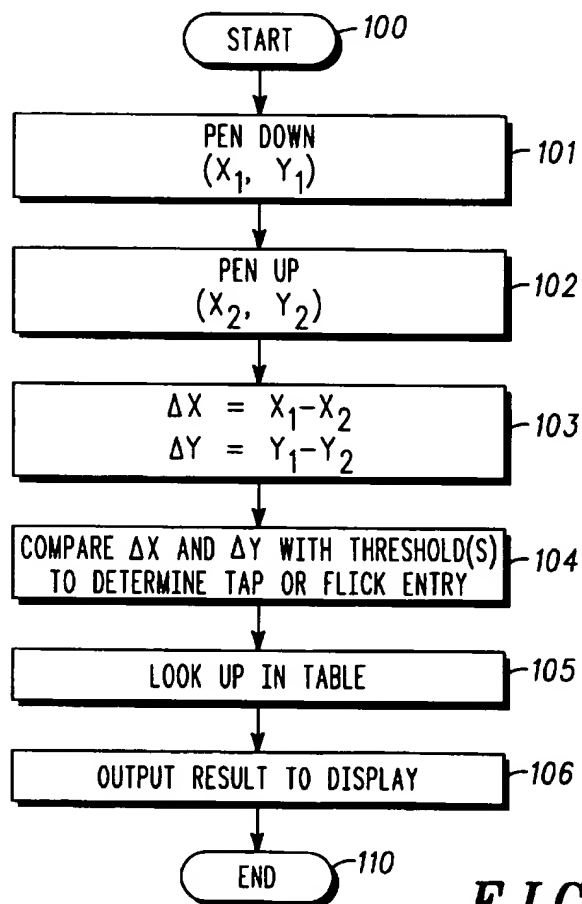 START
100
PEN DOWN
(X1, Y1)
101
PEN UP
(X2, Y2)
102
ΔX = X1-X2
ΔY = Y1-Y2
103
COMPARE ΔX AND ΔY WITH THRESHOLD(S)
TO DETERMINE TAP OR FLICK ENTRY
104
LOOK UP IN TABLE
105
OUTPUT RESULT TO DISPLAY
106
END
110